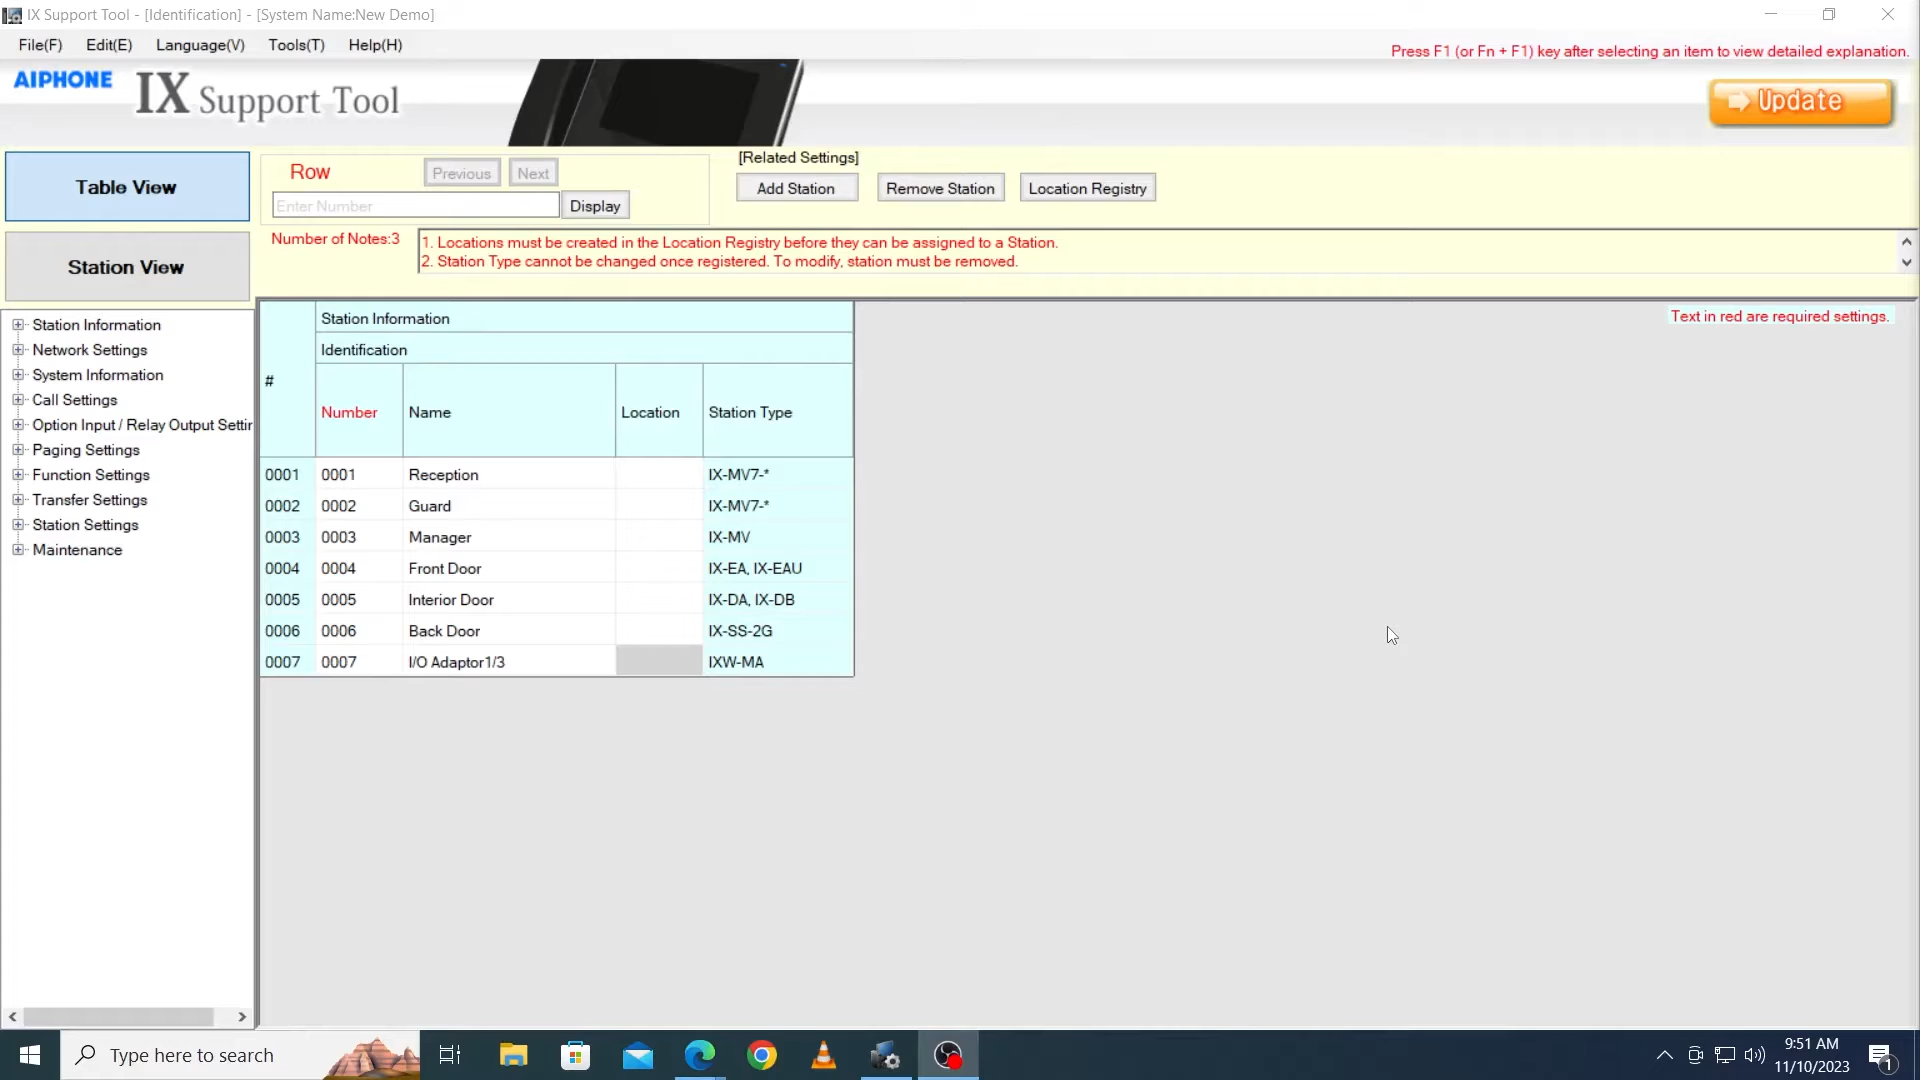 IX Support Tool - [Identification] - [System Name:New Demo]
File(F) Edit(E) Language(V) Tools(T) Help(H)
Press F1 (or Fn + F1) key after selecting an item to view detailed explanation.
AIPHONE IX Support Tool
Update
Table View
Station View
Row Previous Next
Enter Number Display
[Related Settings]
Add Station Remove Station Location Registry
Number of Notes:3
1. Locations must be created in the Location Registry before they can be assigned to a Station.
2. Station Type cannot be changed once registered. To modify, station must be removed.
Station Information
Network Settings
System Information
Call Settings
Option Input / Relay Output Settin
Paging Settings
Function Settings
Transfer Settings
Station Settings
Maintenance
Text in red are required settings.
Station Information
Identification
# Number Name Location Station Type
0001 0001 Reception IX-MV7-*
0002 0002 Guard IX-MV7-*
0003 0003 Manager IX-MV
0004 0004 Front Door IX-EA, IX-EAU
0005 0005 Interior Door IX-DA, IX-DB
0006 0006 Back Door IX-SS-2G
0007 0007 I/O Adaptor1/3 IXW-MA
Type here to search
9:51 AM
11/10/2023
1